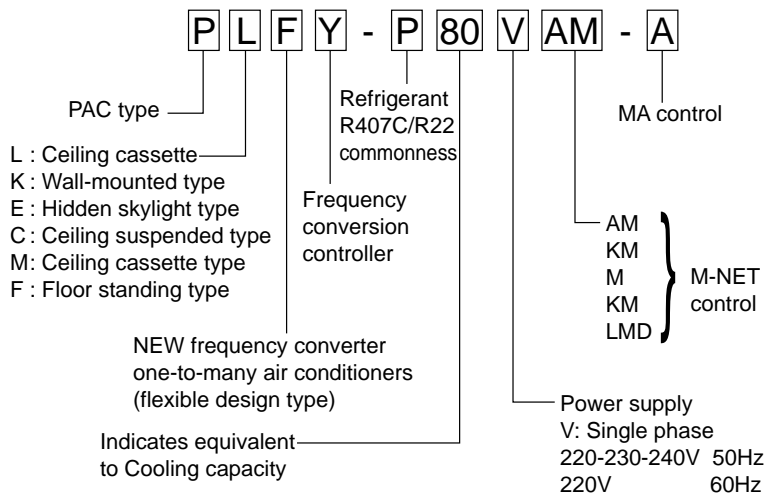 PLFY-P80VAM-A
PAC type
L : Ceiling cassette
K : Wall-mounted type
E : Hidden skylight type
C : Ceiling suspended type
M: Ceiling cassette type
F : Floor standing type
Refrigerant
R407C/R22
commonness
MA control
Frequency
conversion
controller
AM
KM
M
KM
LMD
M-NET
control
NEW frequency converter
one-to-many air conditioners
(flexible design type)
Indicates equivalent
to Cooling capacity
Power supply
V: Single phase
220-230-240V 50Hz
220V 60Hz